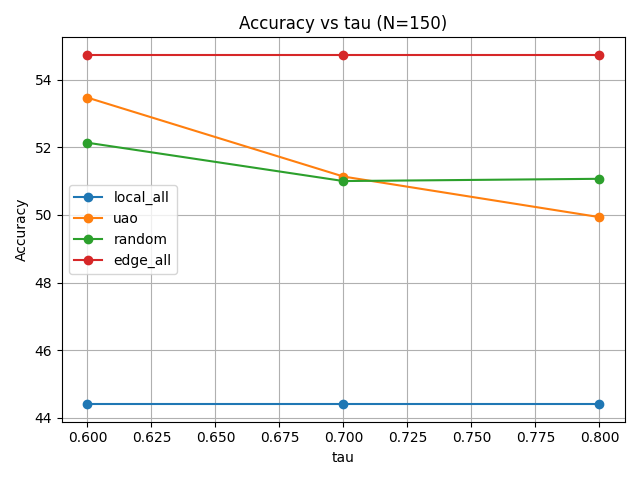 Accuracy vs tau (N=150)
54
52
50
48
46
44
Accuracy
local_all
uao
random
edge_all
0.600 0.625 0.650 0.675 0.700 0.725 0.750 0.775 0.800
tau